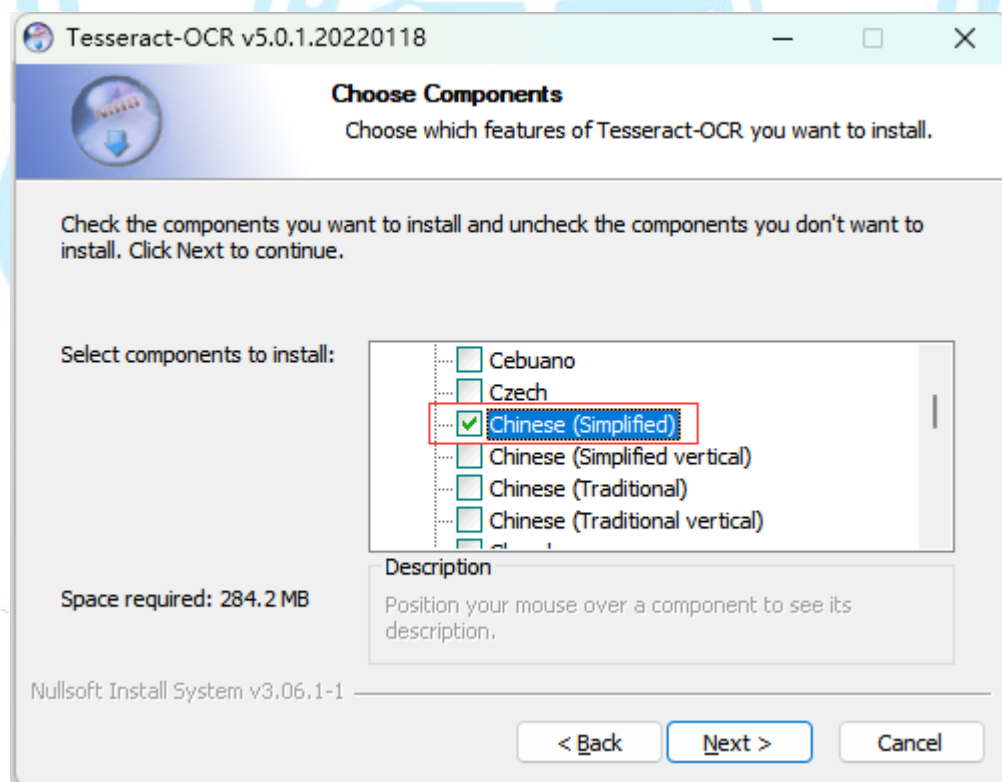 Tesseract-OCR v5.0.1.20220118
Choose Components
Choose which features of Tesseract-OCR you want to install.
Check the components you want to install and uncheck the components you don't want to
install. Click Next to continue.
Select components to install:
Cebuano
Czech
Chinese (Simplified)
Chinese (Simplified vertical)
Chinese (Traditional)
Chinese (Traditional vertical)
Space required: 284.2 MB
Description
Position your mouse over a component to see its
description.
Nullsoft Install System v3.06.1-1
< Back
Next >
Cancel